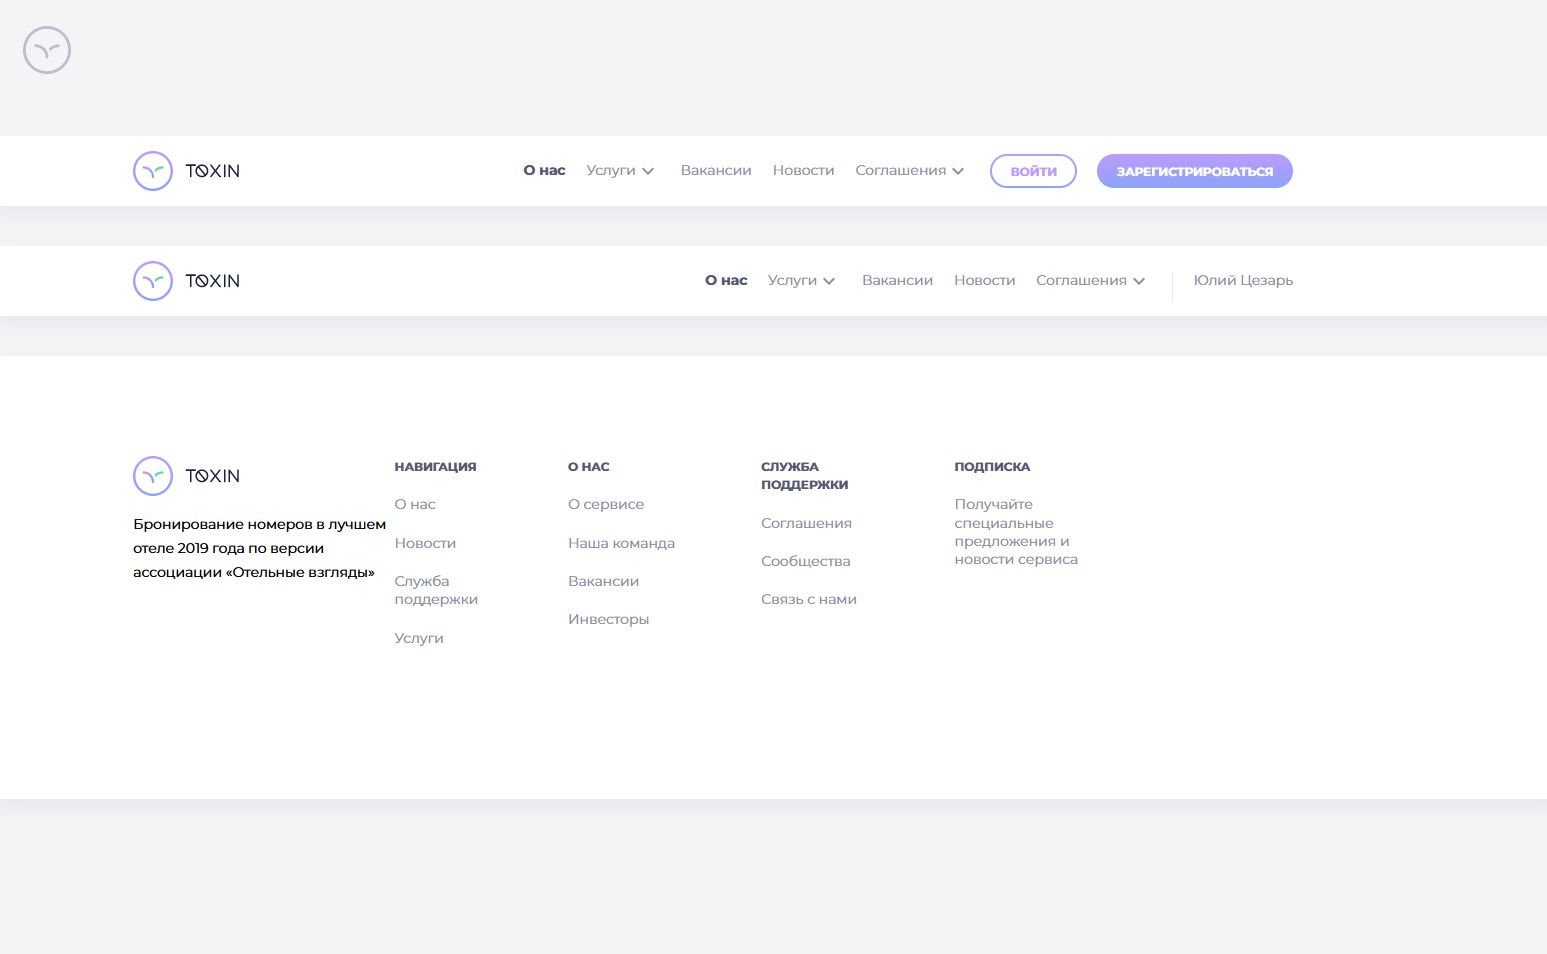 TOXIN
О нас Услуги Вакансии Новости Соглашения ВОЙТИ ЗАРЕГИСТРИРОВАТЬСЯ
TOXIN
О нас Услуги Вакансии Новости Соглашения Юлий Цезарь
TOXIN
Бронирование номеров в лучшем
отеле 2019 года по версии
ассоциации «Отельные взгляды»
НАВИГАЦИЯ
О нас
Новости
Служба
поддержки
Услуги
О НАС
О сервисе
Наша команда
Вакансии
Инвесторы
СЛУЖБА
ПОДДЕРЖКИ
Соглашения
Сообщества
Связь с нами
ПОДПИСКА
Получайте
специальные
предложения и
новости сервиса